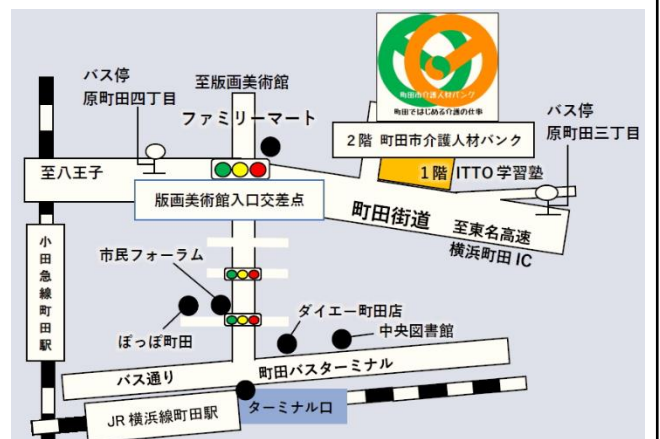 町田市介護人材バンク
町田ではじめる介護の仕事
至版画美術館
バス停
原町田四丁目
ファミリーマート
バス停
原町田三丁目
2階 町田市介護人材バンク
1階 ITTO学習塾
至八王子
版画美術館入口交差点
町田街道
至東名高速
横浜町田IC
小田急線町田駅
市民フォーラム
ぽっぽ町田
ダイエー町田店
中央図書館
バス通り
町田バスターミナル
JR横浜線町田駅
ターミナル口